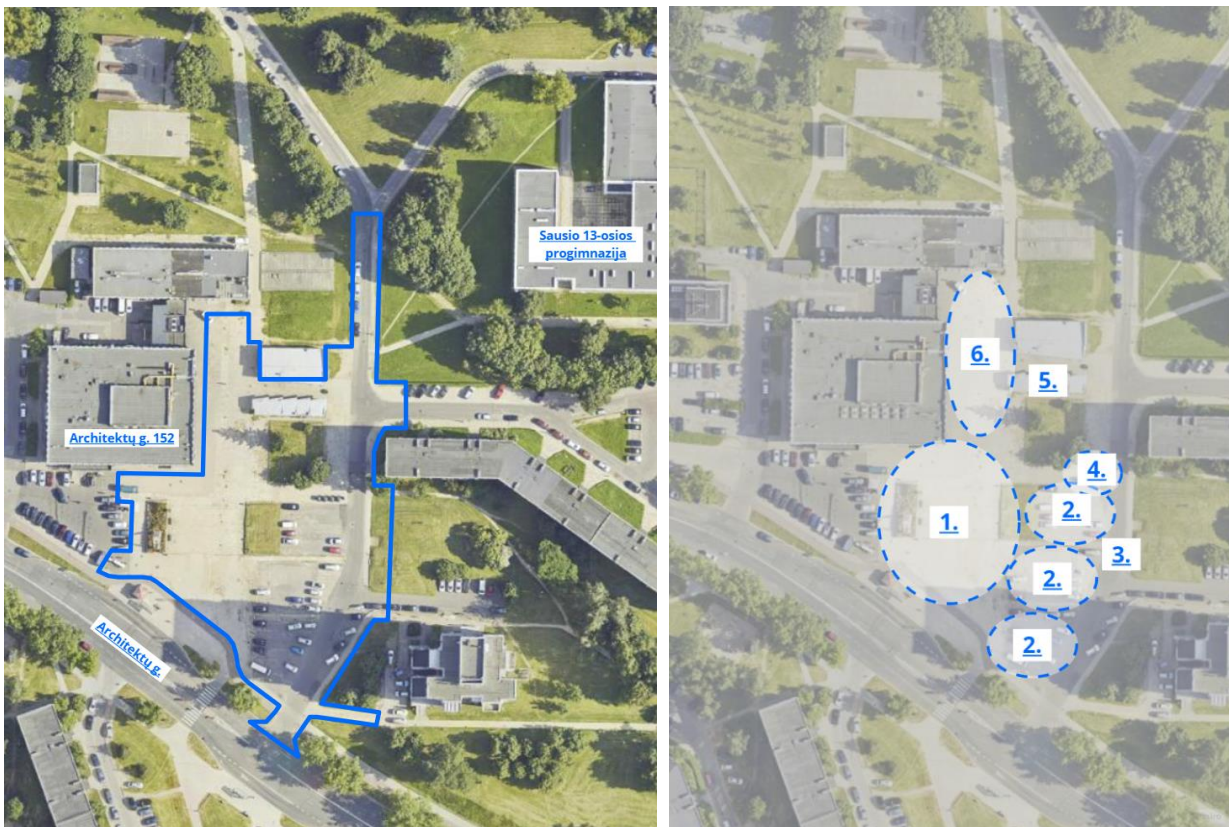 Sausio 13-osios
progimnazija
Architektų g. 152
Architektų g.
6.
5.
4.
1.
2.
3.
2.
2.